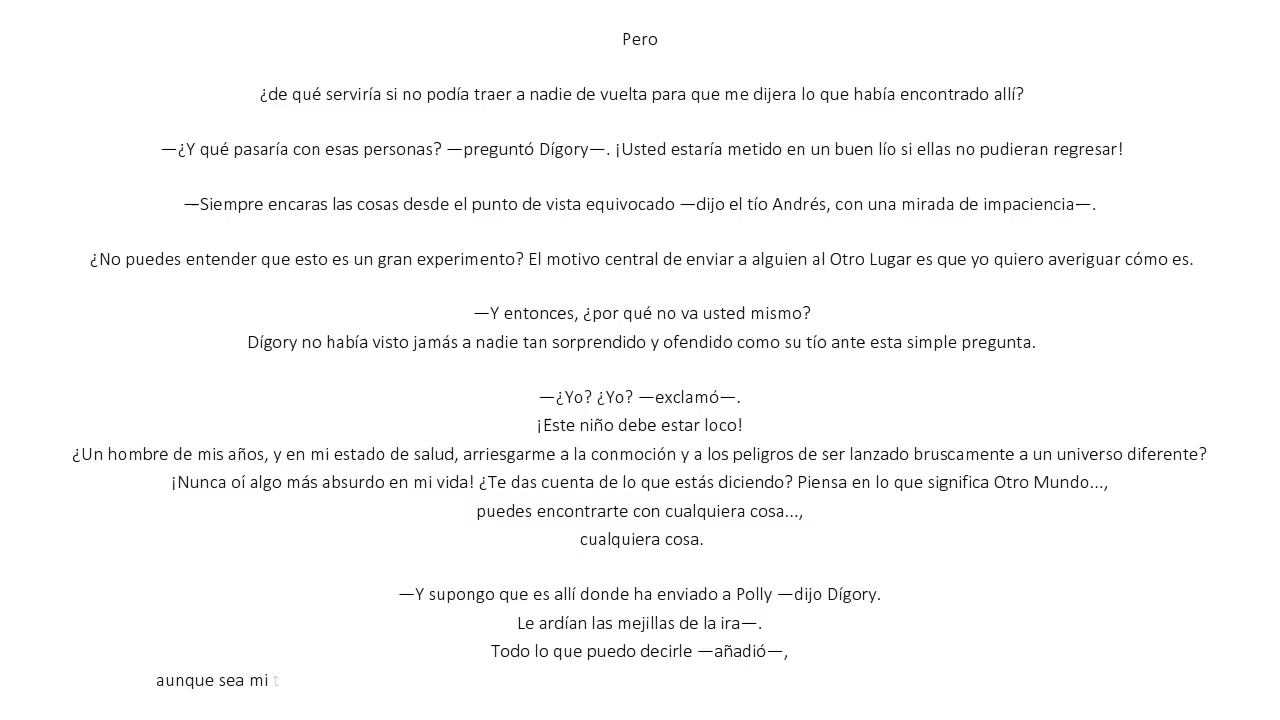 Pero
¿de qué serviría si no podía traer a nadie de vuelta para que me dijera lo que había encontrado allí?
—¿Y qué pasaría con esas personas? —preguntó Dígory—. ¡Usted estaría metido en un buen lío si ellas no pudieran regresar!
—Siempre encaras las cosas desde el punto de vista equivocado —dijo el tío Andrés, con una mirada de impaciencia—.
¿No puedes entender que esto es un gran experimento? El motivo central de enviar a alguien al Otro Lugar es que yo quiero averiguar cómo es.
—Y entonces, ¿por qué no va usted mismo?
Dígory no había visto jamás a nadie tan sorprendido y ofendido como su tío ante esta simple pregunta.
—¿Yo? ¿Yo? —exclamó—.
¡Este niño debe estar loco!
¿Un hombre de mis años, y en mi estado de salud, arriesgarme a la conmoción y a los peligros de ser lanzado bruscamente a un universo diferente?
¡Nunca oí algo más absurdo en mi vida! ¿Te das cuenta de lo que estás diciendo? Piensa en lo que significa Otro Mundo...,
puedes encontrarte con cualquiera cosa...,
cualquiera cosa.
—Y supongo que es allí donde ha enviado a Polly —dijo Dígory.
Le ardían las mejillas de la ira—.
Todo lo que puedo decirle —añadió—,
aunque sea mi t